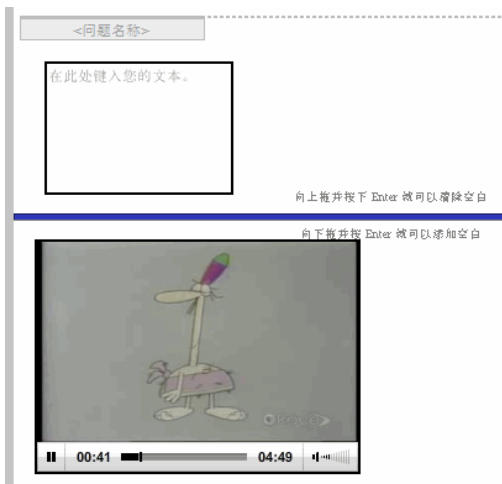 <问题名称>
在此处键入您的文本。
向上拖并按下 Enter 就可以清除空白
向下拖并按 Enter 就可以添加空白
00:41
04:49